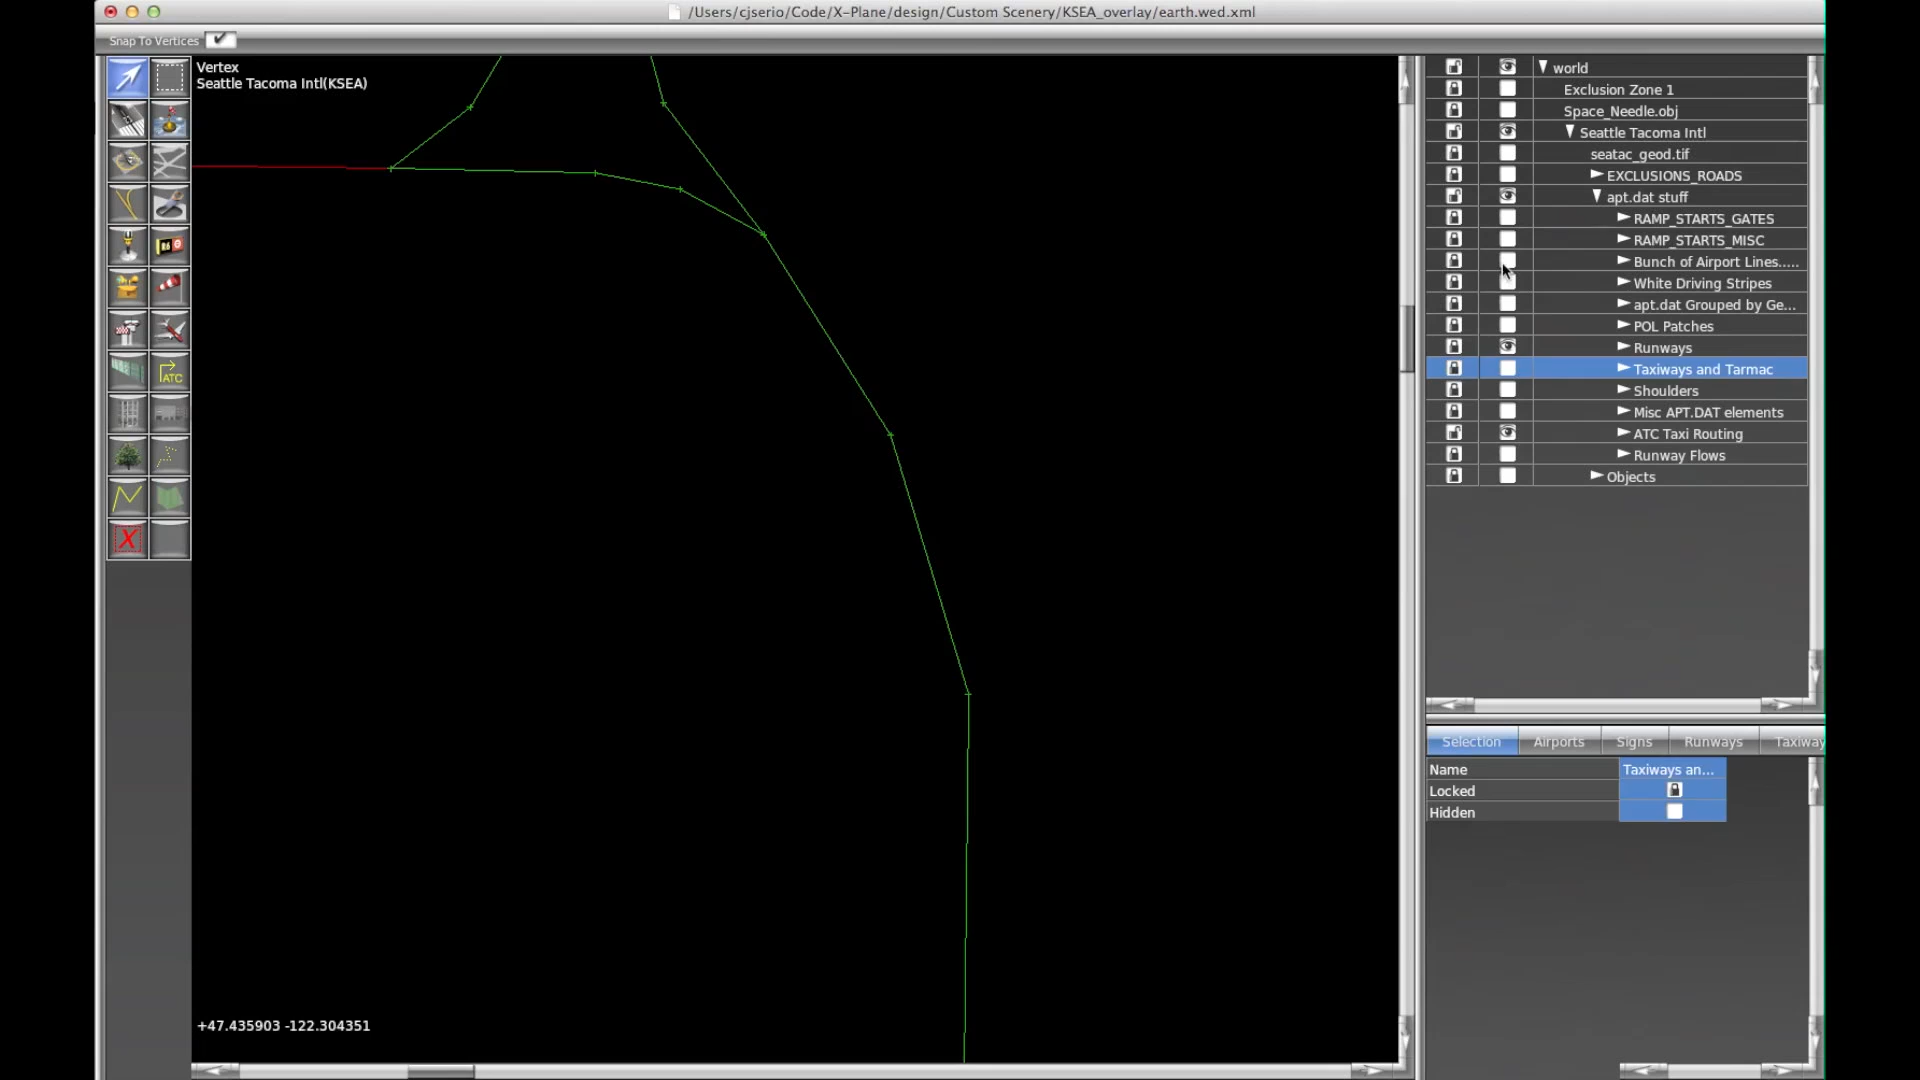 /Users/cjserio/Code/X-Plane/design/Custom Scenery/KSEA_overlay/earth.wed.xml
Snap To Vertices
Vertex
Seattle Tacoma Intl(KSEA)
R6
ATC
X
+47.435903 -122.304351
world
Exclusion Zone 1
Space_Needle.obj
Seattle Tacoma Intl
seatac_geod.tif
EXCLUSIONS_ROADS
apt.dat stuff
RAMP_STARTS_GATES
RAMP_STARTS_MISC
Bunch of Airport Lines.....
White Driving Stripes
apt.dat Grouped by Ge...
POL Patches
Runways
Taxiways and Tarmac
Shoulders
Misc APT.DAT elements
ATC Taxi Routing
Runway Flows
Objects
Selection Airports Signs Runways Taxiway
Name Taxiways an...
Locked
Hidden